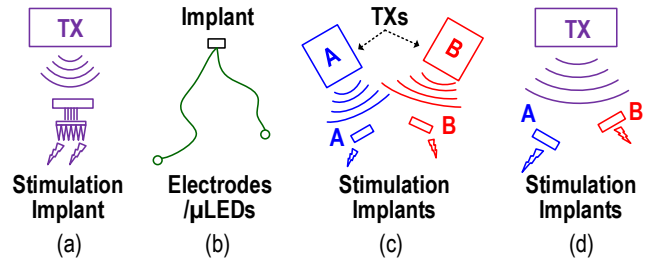 TX
Stimulation
Implant
(a)
Implant
Electrodes
/µLEDs
(b)
TXs
A
B
A
B
Stimulation
Implants
(c)
TX
A
B
Stimulation
Implants
(d)